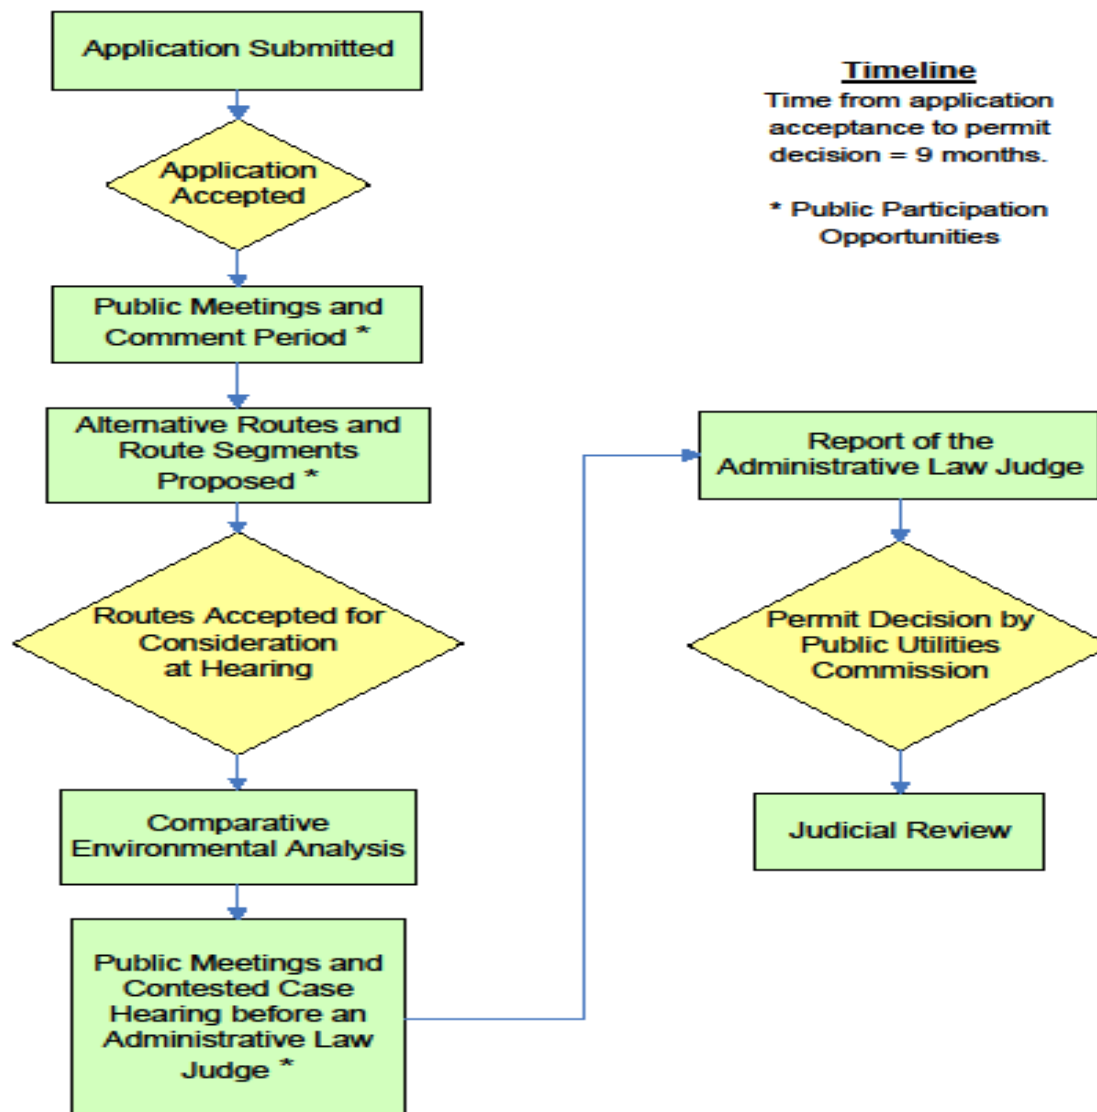 Application Submitted
Application
Accepted
Public Meetings and
Comment Period *
Alternative Routes and
Route Segments
Proposed *
Routes Accepted for
Consideration
at Hearing
Comparative
Environmental Analysis
Public Meetings and
Contested Case
Hearing before an
Administrative Law
Judge *
Timeline
Time from application
acceptance to permit
decision = 9 months.
* Public Participation
Opportunities
Report of the
Administrative Law Judge
Permit Decision by
Public Utilities
Commission
Judicial Review